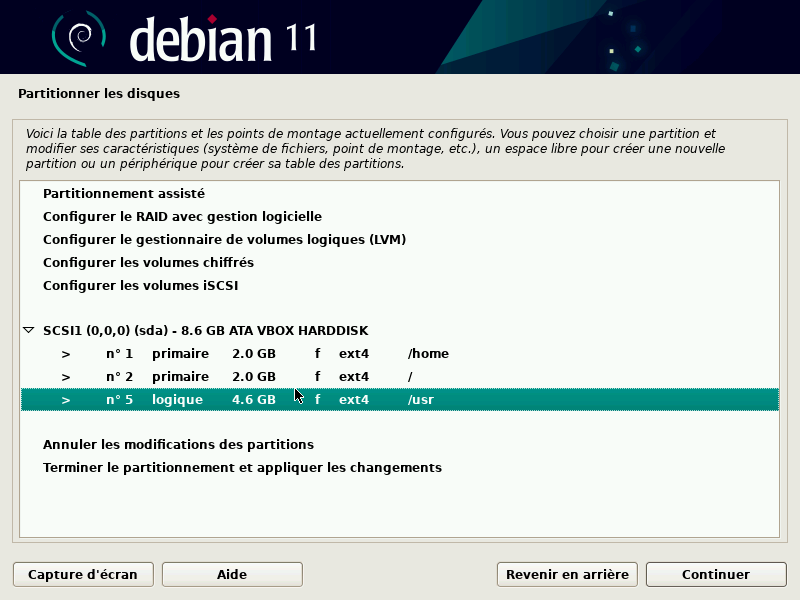 debian 11
Partitionner les disques
Voici la table des partitions et les points de montage actuellement configurés. Vous pouvez choisir une partition et
modifier ses caractéristiques (système de fichiers, point de montage, etc.), un espace libre pour créer une nouvelle
partition ou un périphérique pour créer sa table des partitions.
Partitionnement assisté
Configurer le RAID avec gestion logicielle
Configurer le gestionnaire de volumes logiques (LVM)
Configurer les volumes chiffrés
Configurer les volumes iSCSI
SCSI1 (0,0,0) (sda) - 8.6 GB ATA VBOX HARDDISK
> n° 1 primaire 2.0 GB f ext4 /home
> n° 2 primaire 2.0 GB f ext4 /
> n° 5 logique 4.6 GB f ext4 /usr
Annuler les modifications des partitions
Terminer le partitionnement et appliquer les changements
Capture d'écran Aide Revenir en arrière Continuer